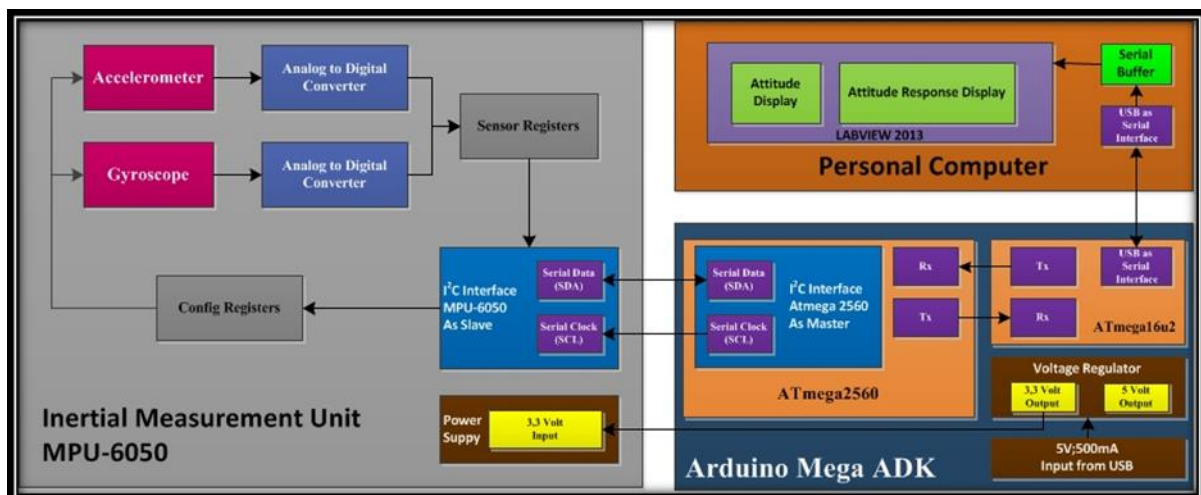 Accelerometer
Analog to Digital
Converter
Gyroscope
Analog to Digital
Converter
Sensor Registers
Config Registers
I²C Interface
MPU-6050
As Slave
Serial Data
(SDA)
Serial Clock
(SCL)
Power
Suppy
3,3 Volt
Input
Inertial Measurement Unit
MPU-6050
Attitude
Display
Attitude Response Display
LABVIEW 2013
Serial
Buffer
USB as
Serial
Interface
Personal Computer
Serial Data
(SDA)
Serial Clock
(SCL)
I²C Interface
Atmega 2560
As Master
Rx
Tx
ATmega2560
Tx
Rx
USB as
Serial
Interface
ATmega16u2
Voltage Regulator
3,3 Volt
Output
5 Volt
Output
5V;500mA
Input from USB
Arduino Mega ADK